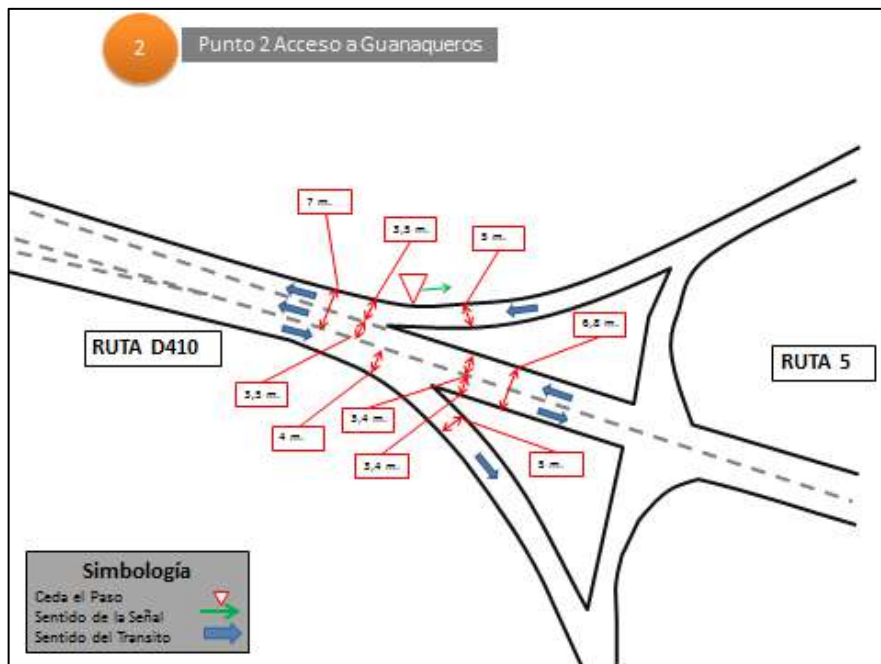 2
Punto 2 Acceso a Guanaqueros
7 m.
3,5 m.
5 m.
6,8 m.
RUTA D410
RUTA 5
3,5 m.
3,4 m.
4 m.
3,4 m.
5 m.
Simbología
Ceda el Paso
Sentido de la Señal
Sentido del Transito